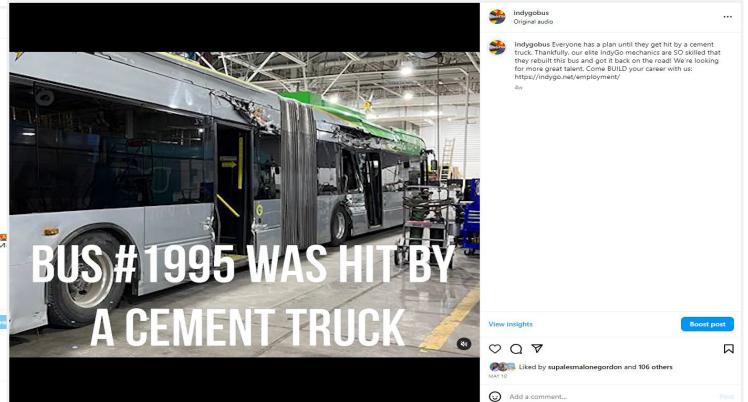 BUS #1995 WAS HIT BY
A CEMENT TRUCK
indygobus
Original audio
indygobus Everyone has a plan until they get hit by a cement
truck. Thankfully, our elite IndyGo mechanics are SO skilled that
they rebuilt this bus and got it back on the road! We're looking
for more great talent. Come BUILD your career with us:
https://indygo.net/employment/
4w
View insights
Boost post
Liked by supalesmalonegordon and 106 others
MAY 10
Add a comment...
Post